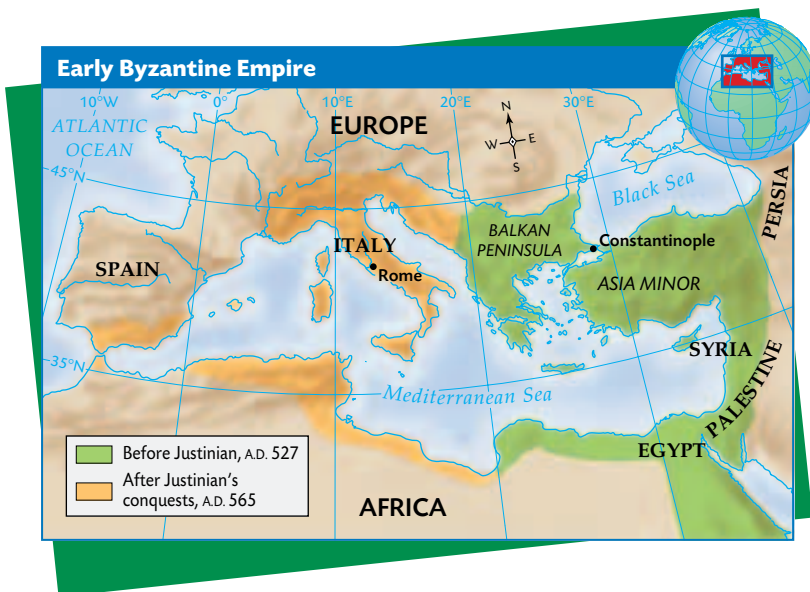 Early Byzantine Empire
10°W
0°
10°E
20°E
30°E
ATLANTIC
OCEAN
EUROPE
N
W
E
S
45°N
Black Sea
PERSIA
BALKAN
PENINSULA
Constantinople
ITALY
Rome
SPAIN
ASIA MINOR
35°N
SYRIA
Mediterranean Sea
PALESTINE
EGYPT
Before Justinian, A.D. 527
After Justinian's
conquests, A.D. 565
AFRICA